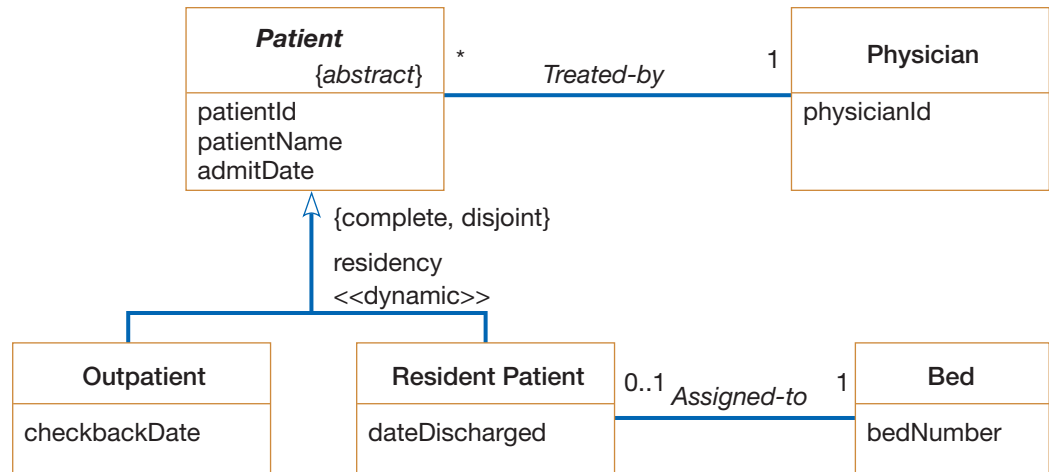 Patient
{abstract}
patientId
patientName
admitDate
*
Treated-by
1
Physician
physicianId
{complete, disjoint}
residency
<<dynamic>>
Outpatient
checkbackDate
Resident Patient
dateDischarged
0..1
Assigned-to
1
Bed
bedNumber